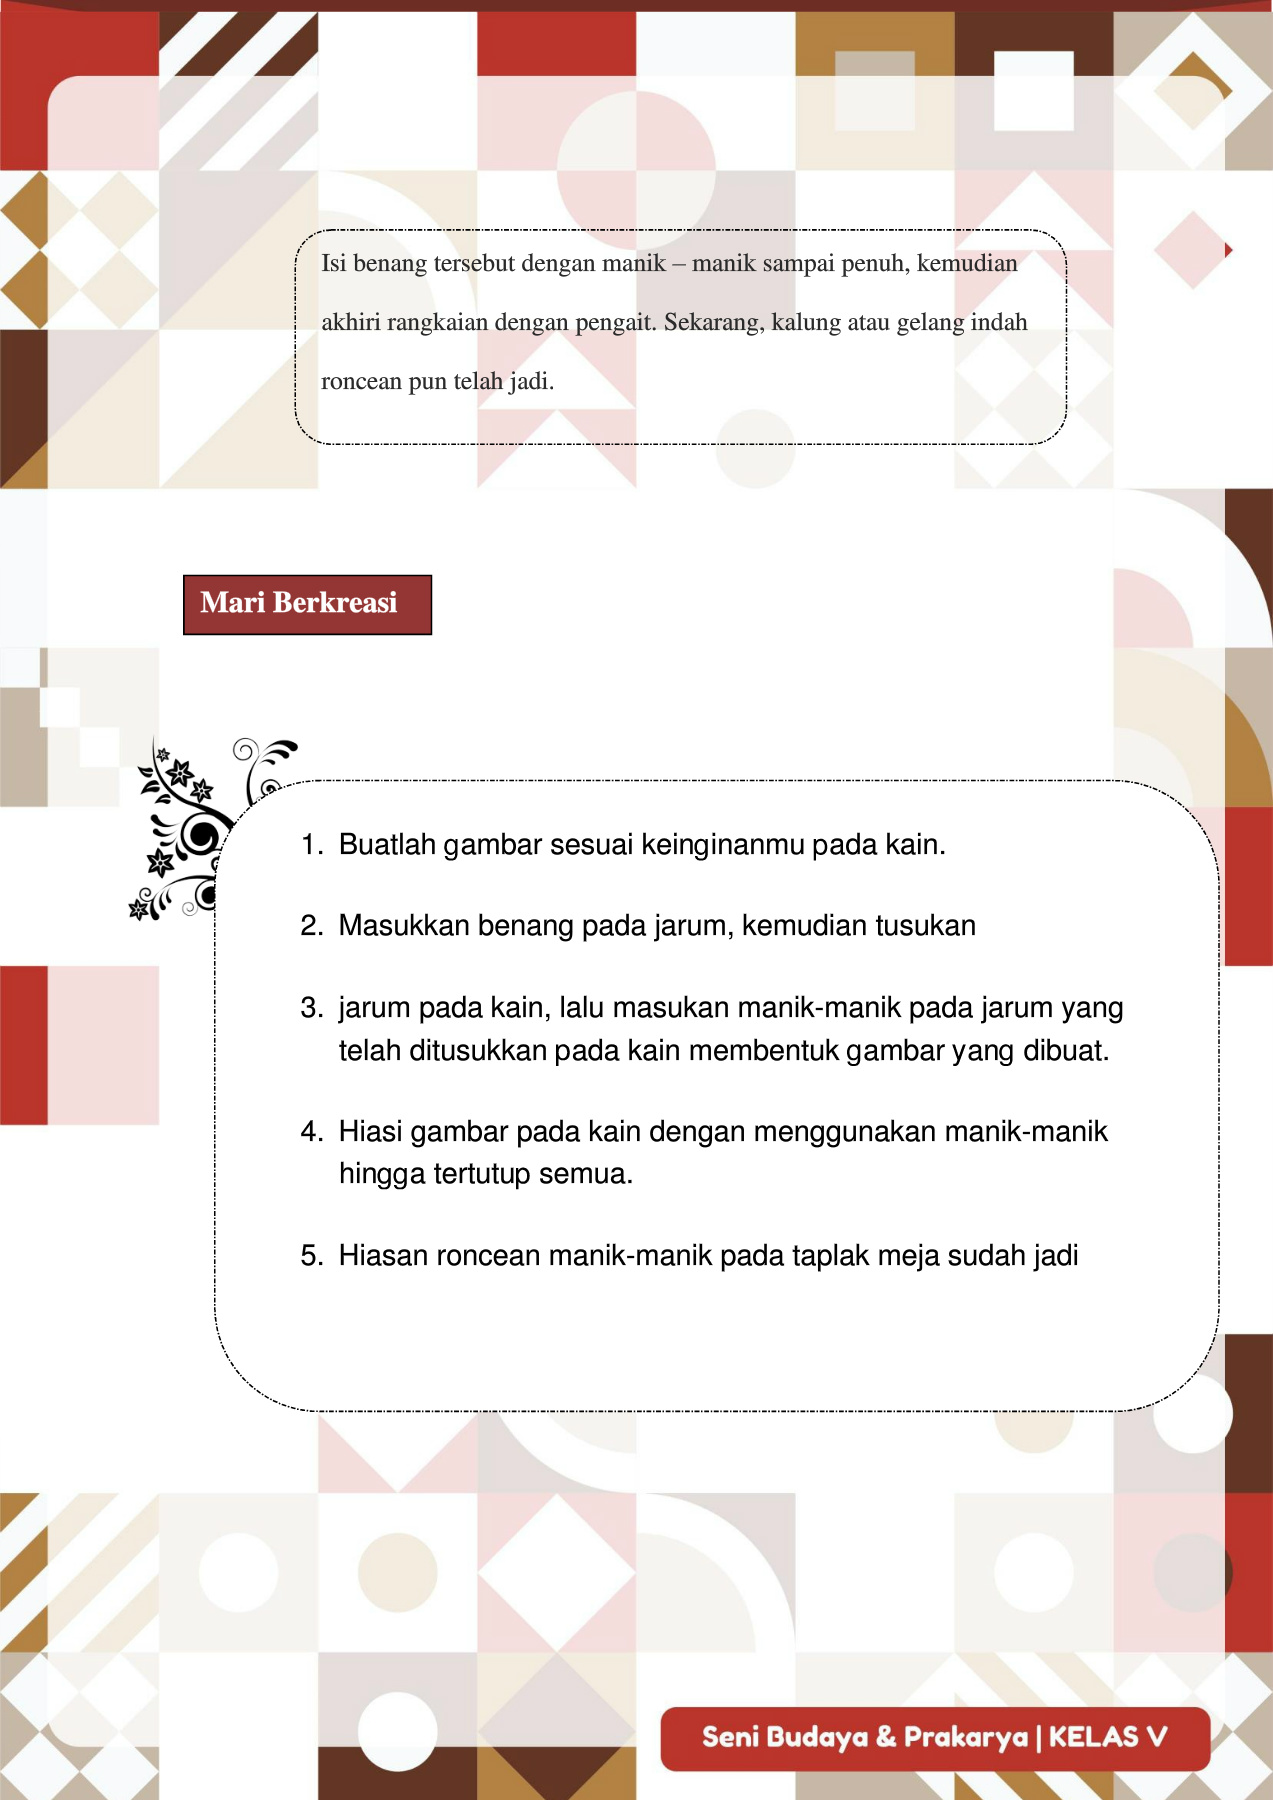 Isi benang tersebut dengan manik – manik sampai penuh, kemudian
akhiri rangkaian dengan pengait. Sekarang, kalung atau gelang indah
roncean pun telah jadi.
Mari Berkreasi
1. Buatlah gambar sesuai keinginanmu pada kain.
2. Masukkan benang pada jarum, kemudian tusukan
3. jarum pada kain, lalu masukan manik-manik pada jarum yang
telah ditusukkan pada kain membentuk gambar yang dibuat.
4. Hiasi gambar pada kain dengan menggunakan manik-manik
hingga tertutup semua.
5. Hiasan roncean manik-manik pada taplak meja sudah jadi
Seni Budaya & Prakarya | KELAS V